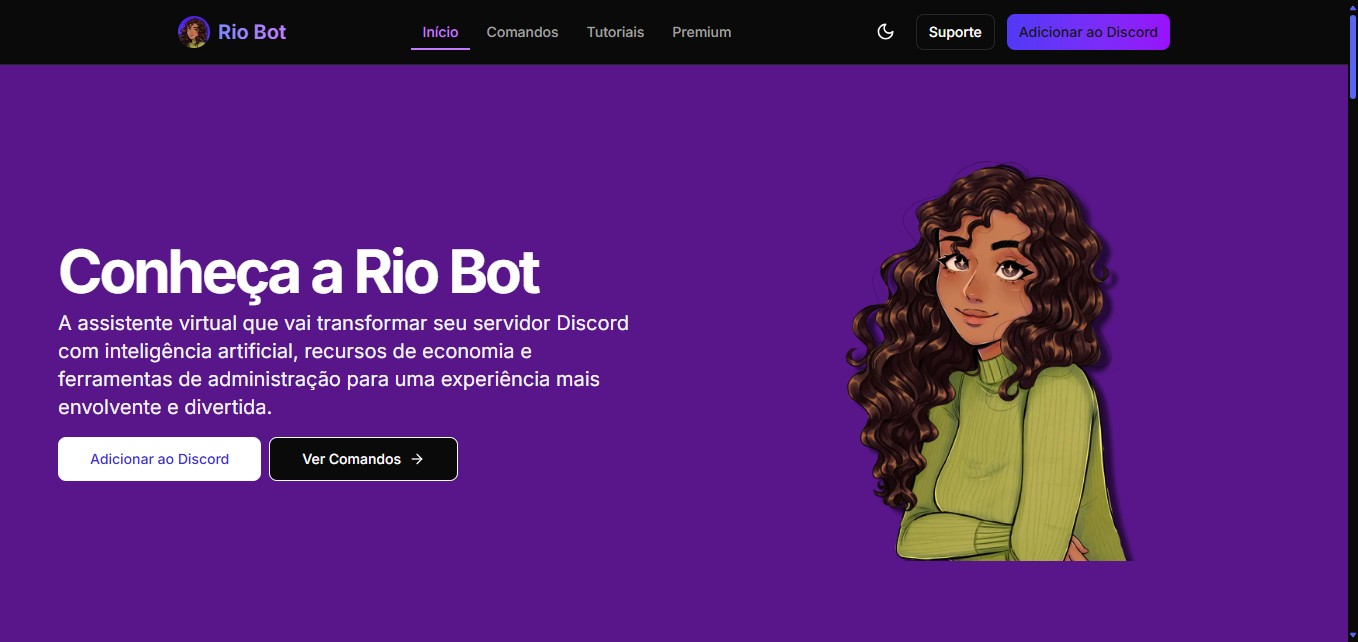 Rio Bot
Início
Comandos
Tutoriais
Premium
Suporte
Adicionar ao Discord
Conheça a Rio Bot
A assistente virtual que vai transformar seu servidor Discord
com inteligência artificial, recursos de economia e
ferramentas de administração para uma experiência mais
envolvente e divertida.
Adicionar ao Discord
Ver Comandos →